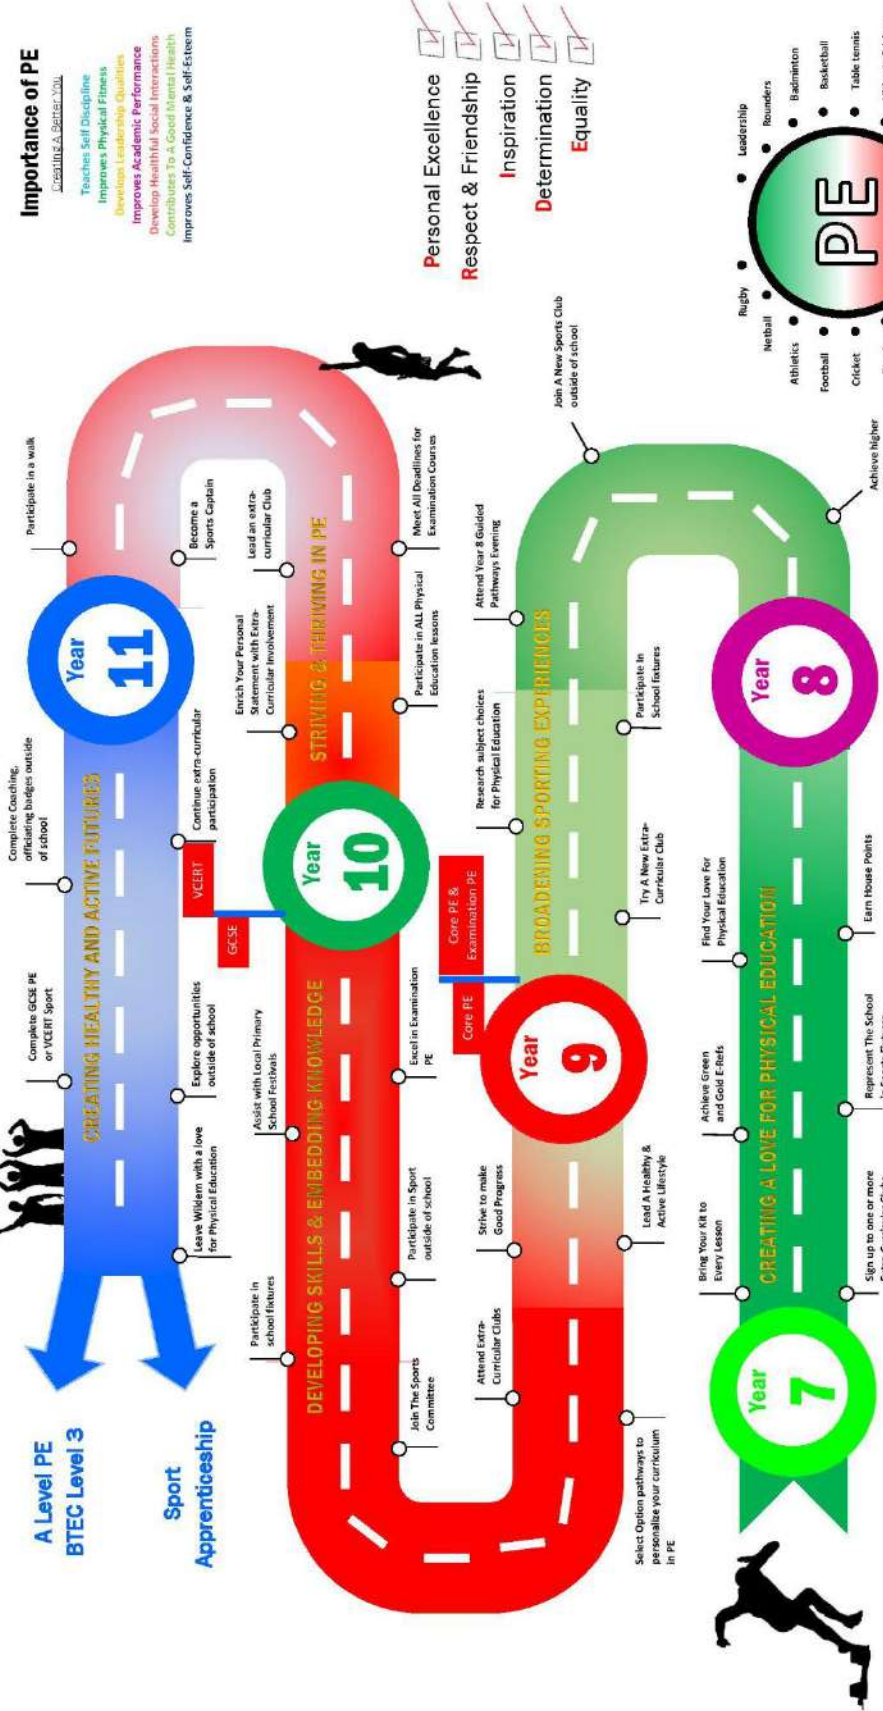 Importance of PE
Creating A Better You
Teaches Self Discipline
Improves Physical Fitness
Develops Leadership Qualities
Improves Academic Performance
Develop Healthful Social Interactions
Contributes To A Good Mental Health
Improves Self-Confidence & Self-Esteem
Personal Excellence
Respect & Friendship
Inspiration
Determination
Equality
A Level PE
BTEC Level 3
Sport
Apprenticeship
Complete GCSE PE
or VCERT Sport
Complete Coaching,
officiating badges outside
of school
Participate in a walk
CREATING HEALTHY AND ACTIVE FUTURES
Year
11
Leave Wildern with a love
for Physical Education
Explore opportunities
outside of school
Continue extra-curricular
participation
Become a
Sports Captain
VCERT
GCSE
Participate in
school fixtures
Assist with Local Primary
School Festivals
Enrich Your Personal
Statement with Extra-
Curricular Involvement
Lead an extra-
curricular Club
DEVELOPING SKILLS & EMBEDDING KNOWLEDGE
Year
10
STRIVING & THRIVING IN PE
Join The Sports
Committee
Participate in Sport
outside of school
Excel in Examination
PE
Participate in ALL Physical
Education lessons
Meet All Deadlines for
Examination Courses
Core PE
Core PE &
Examination PE
Attend Extra-
Curricular Clubs
Strive to make
Good Progress
Research subject choices
for Physical Education
Attend Year 8 Guided
Pathways Evening
Join A New Sports Club
outside of school
Year
9
BROADENING SPORTING EXPERIENCES
Select Option pathways to
personalize your curriculum
in PE
Lead A Healthy &
Active Lifestyle
Try A New Extra-
Curricular Club
Participate In
School fixtures
Bring Your Kit to
Every Lesson
Achieve Green
and Gold E-Refs
Find Your Love For
Physical Education
Year
7
CREATING A LOVE FOR PHYSICAL EDUCATION
Year
8
Sign up to one or more
Represent The School
Earn House Points
Achieve higher
Rugby
Netball
Athletics
Football
Cricket
PE
Leadership
Rounders
Badminton
Basketball
Table tennis